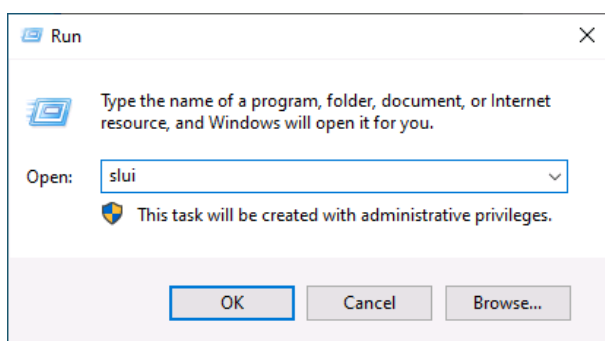 Run
Type the name of a program, folder, document, or Internet
resource, and Windows will open it for you.
Open: slui
This task will be created with administrative privileges.
OK Cancel Browse...